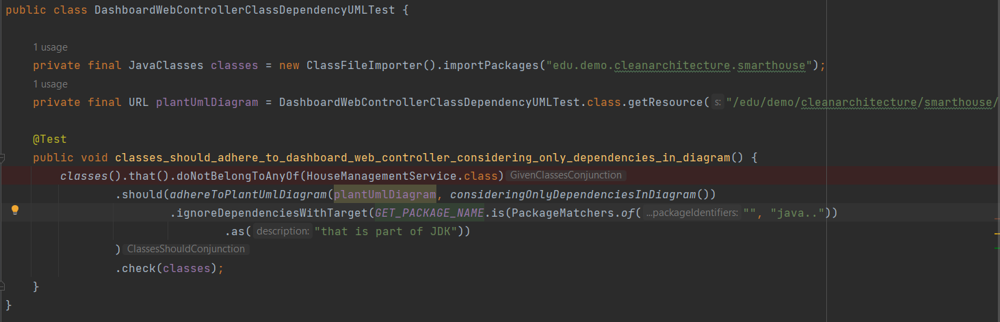 public class DashboardWebControllerClassDependencyUMLTest {
1 usage
private final JavaClasses classes = new ClassFileImporter().importPackages("edu.demo.cleanarchitecture.smarthouse");
1 usage
private final URL plantUmlDiagram = DashboardWebControllerClassDependencyUMLTest.class.getResource( s: "/edu/demo/cleanarchitecture/smarthouse/
@Test
public void classes_should_adhere_to_dashboard_web_controller_considering_only_dependencies_in_diagram() {
classes().that().doNotBelongToAnyOf(HouseManagementService.class) GivenClassesConjunction
.should(adhereToPlantUmlDiagram(plantUmlDiagram, consideringOnlyDependenciesInDiagram())
.ignoreDependenciesWithTarget(GET_PACKAGE_NAME.is(PackageMatchers.of( ...packageIdentifiers: "", "java.."))
.as( description: "that is part of JDK"))
) ClassesShouldConjunction
.check(classes);
}
}